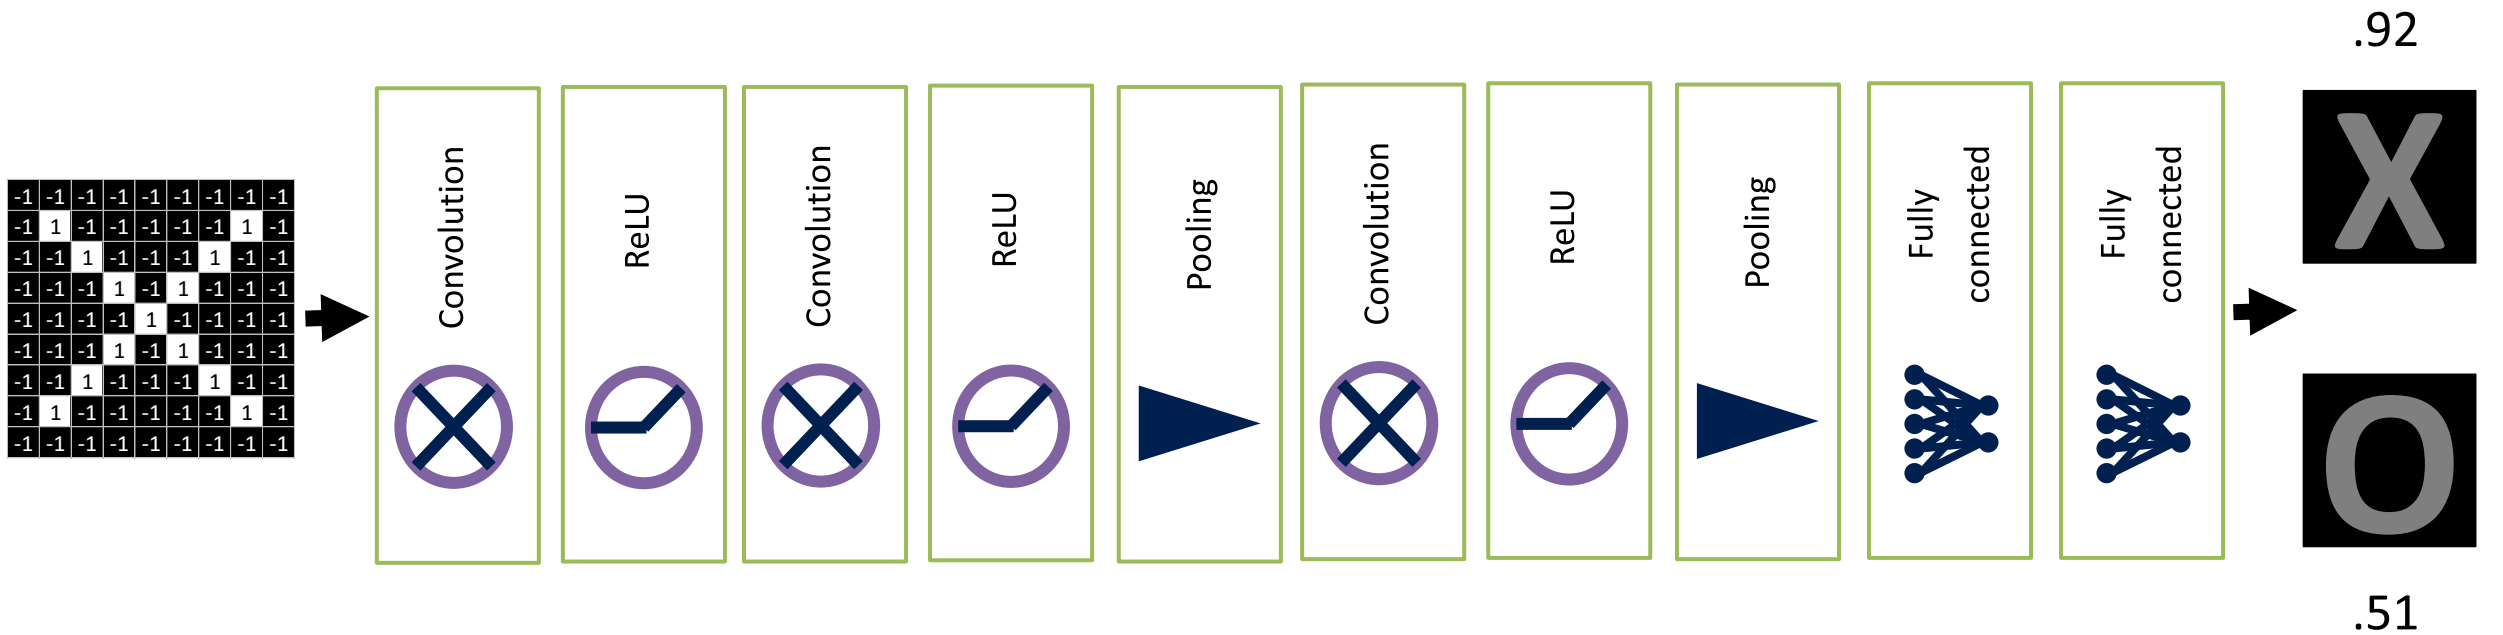 -1 -1 -1 -1 -1 -1 -1 -1 -1
-1 1 -1 -1 -1 -1 -1 1 -1
-1 -1 1 -1 -1 -1 1 -1 -1
-1 -1 -1 1 -1 1 -1 -1 -1
-1 -1 -1 -1 1 -1 -1 -1 -1
-1 -1 -1 1 -1 1 -1 -1 -1
-1 -1 1 -1 -1 -1 1 -1 -1
-1 1 -1 -1 -1 -1 -1 1 -1
-1 -1 -1 -1 -1 -1 -1 -1 -1
Convolution
ReLU
Convolution
ReLU
Pooling
Convolution
ReLU
Pooling
Fully
connected
Fully
connected
.92
X
O
.51